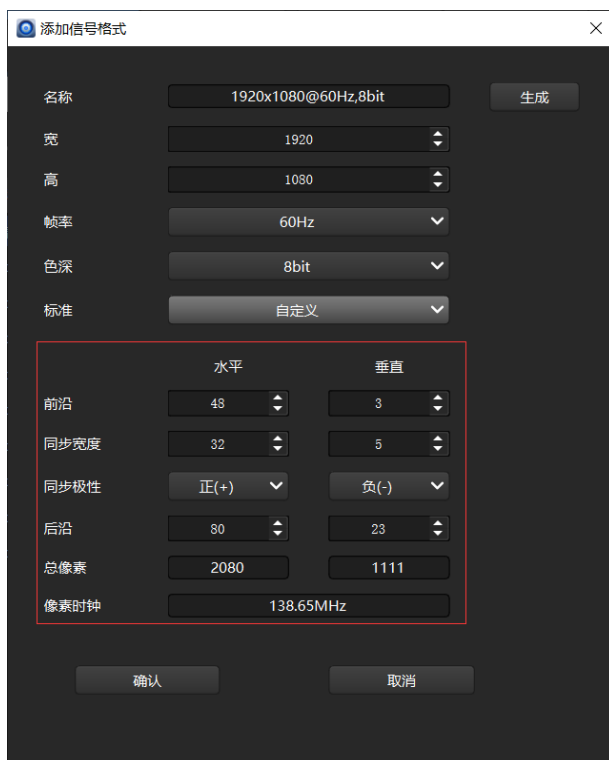 添加信号格式
名称 1920x1080@60Hz,8bit 生成
宽 1920
高 1080
帧率 60Hz
色深 8bit
标准 自定义
水平 垂直
前沿 48 3
同步宽度 32 5
同步极性 正(+) 负(-)
后沿 80 23
总像素 2080 1111
像素时钟 138.65MHz
确认 取消